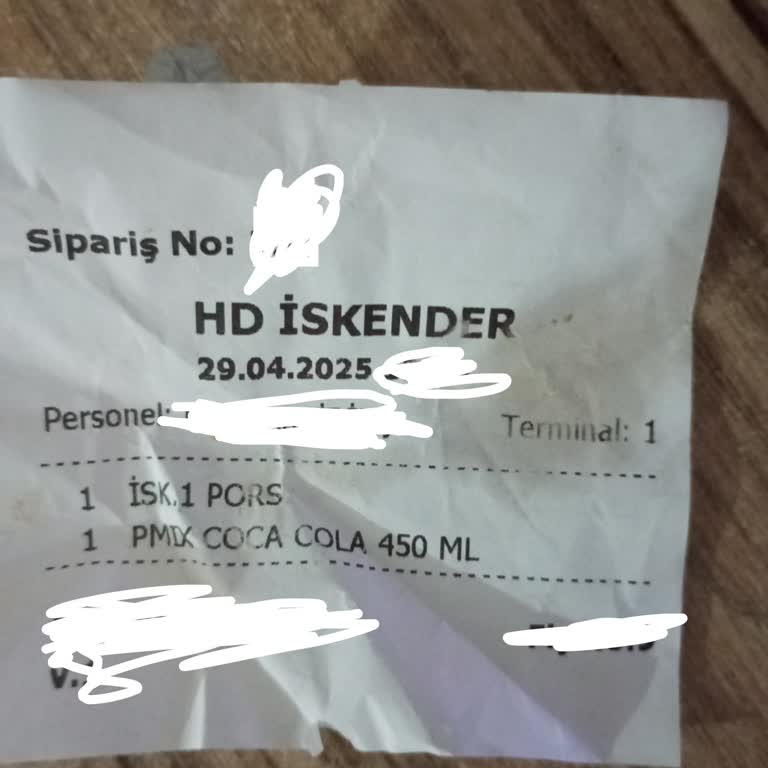 Sipariş No:
HD İSKENDER
29.04.2025
Personel: Terminal: 1
1 İSK.1 PORS
1 PMIX COCA COLA 450 ML